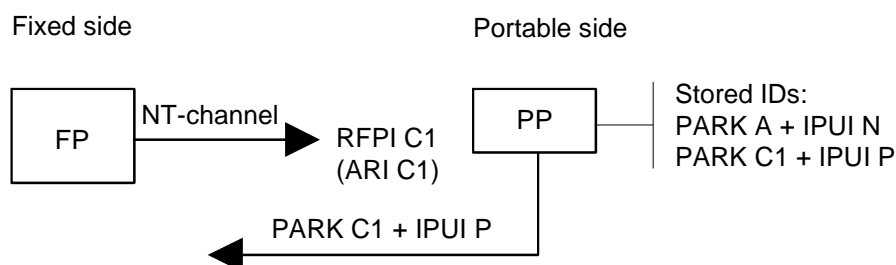 Fixed side
Portable side
FP
NT-channel
RFPI C1
(ARI C1)
PP
Stored IDs:
PARK A + IPUI N
PARK C1 + IPUI P
PARK C1 + IPUI P